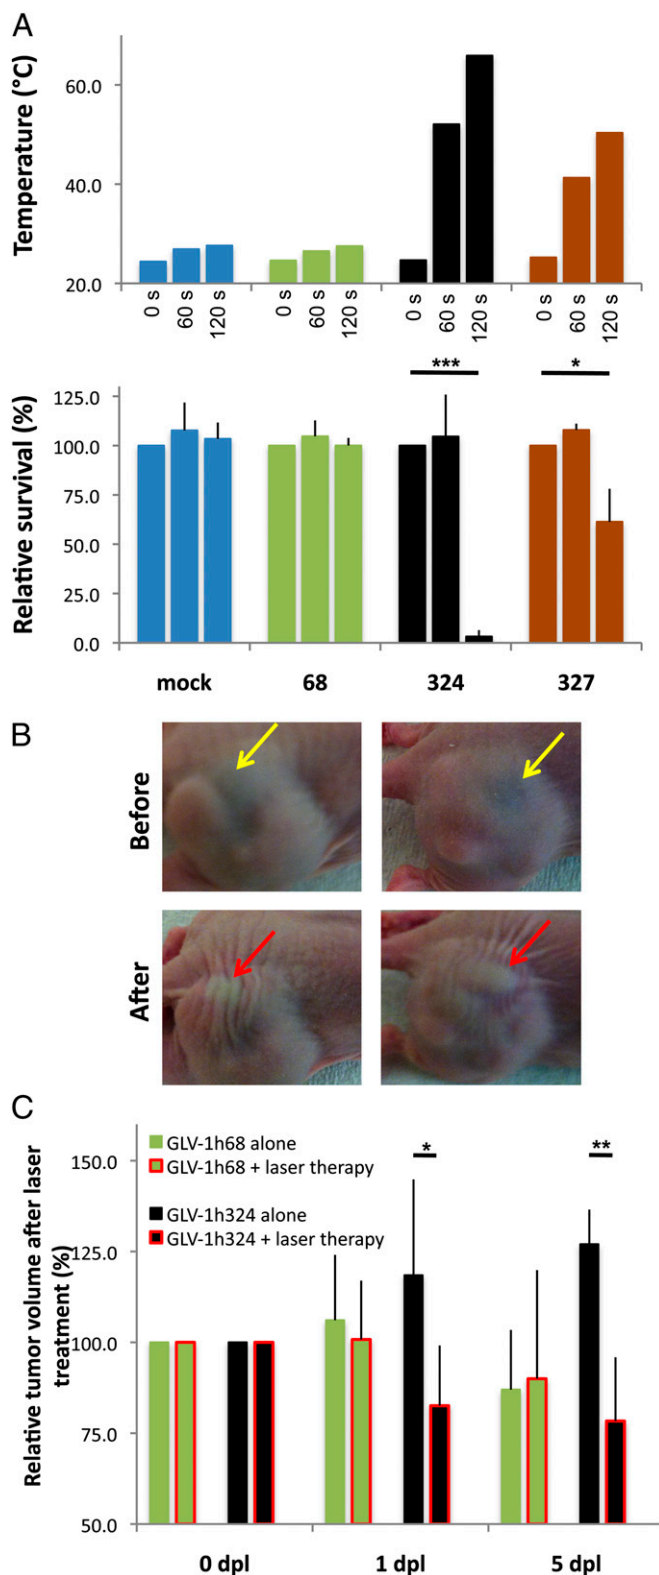 A
Temperature (°C)
60.0
40.0
20.0
0 s
60 s
120 s
0 s
60 s
120 s
0 s
60 s
120 s
0 s
60 s
120 s
***
*
Relative survival (%)
125.0
100.0
75.0
50.0
25.0
0.0
mock
68
324
327
B
Before
After
C
Relative tumor volume after laser
treatment (%)
150.0
125.0
100.0
75.0
50.0
GLV-1h68 alone
GLV-1h68 + laser therapy
GLV-1h324 alone
GLV-1h324 + laser therapy
*
**
0 dpl
1 dpl
5 dpl